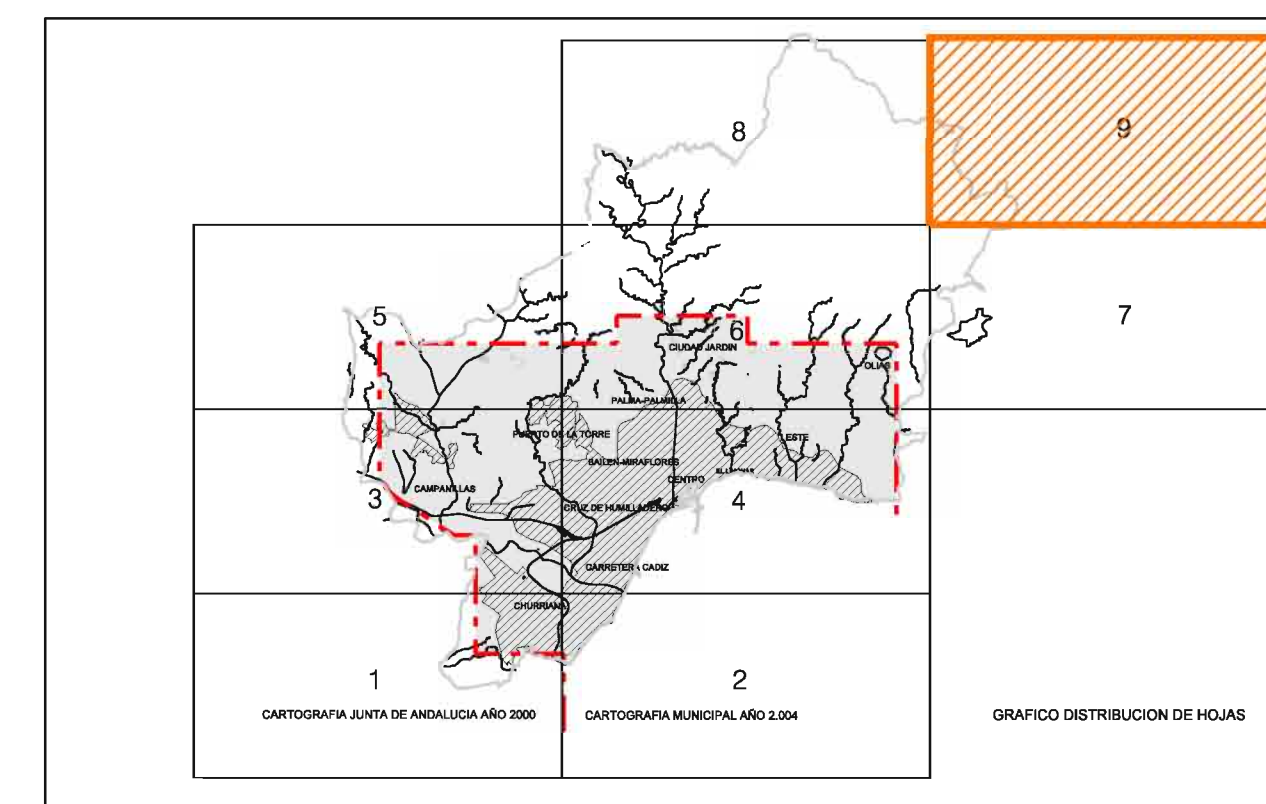 8
9
5
6
7
CIUDAD JARDIN
OLIAS
PALMA-PALMILLA
PUERTO DE LA TORRE
ESTE
BAILEN-MIRAFLORES
CENTRO
CAMPANILLAS
3
4
CRUZ DE HUMILLADERO
CARRETERA CADIZ
CHURRIANA
1
2
CARTOGRAFIA JUNTA DE ANDALUCIA AÑO 2000
CARTOGRAFIA MUNICIPAL AÑO 2.004
GRAFICO DISTRIBUCION DE HOJAS